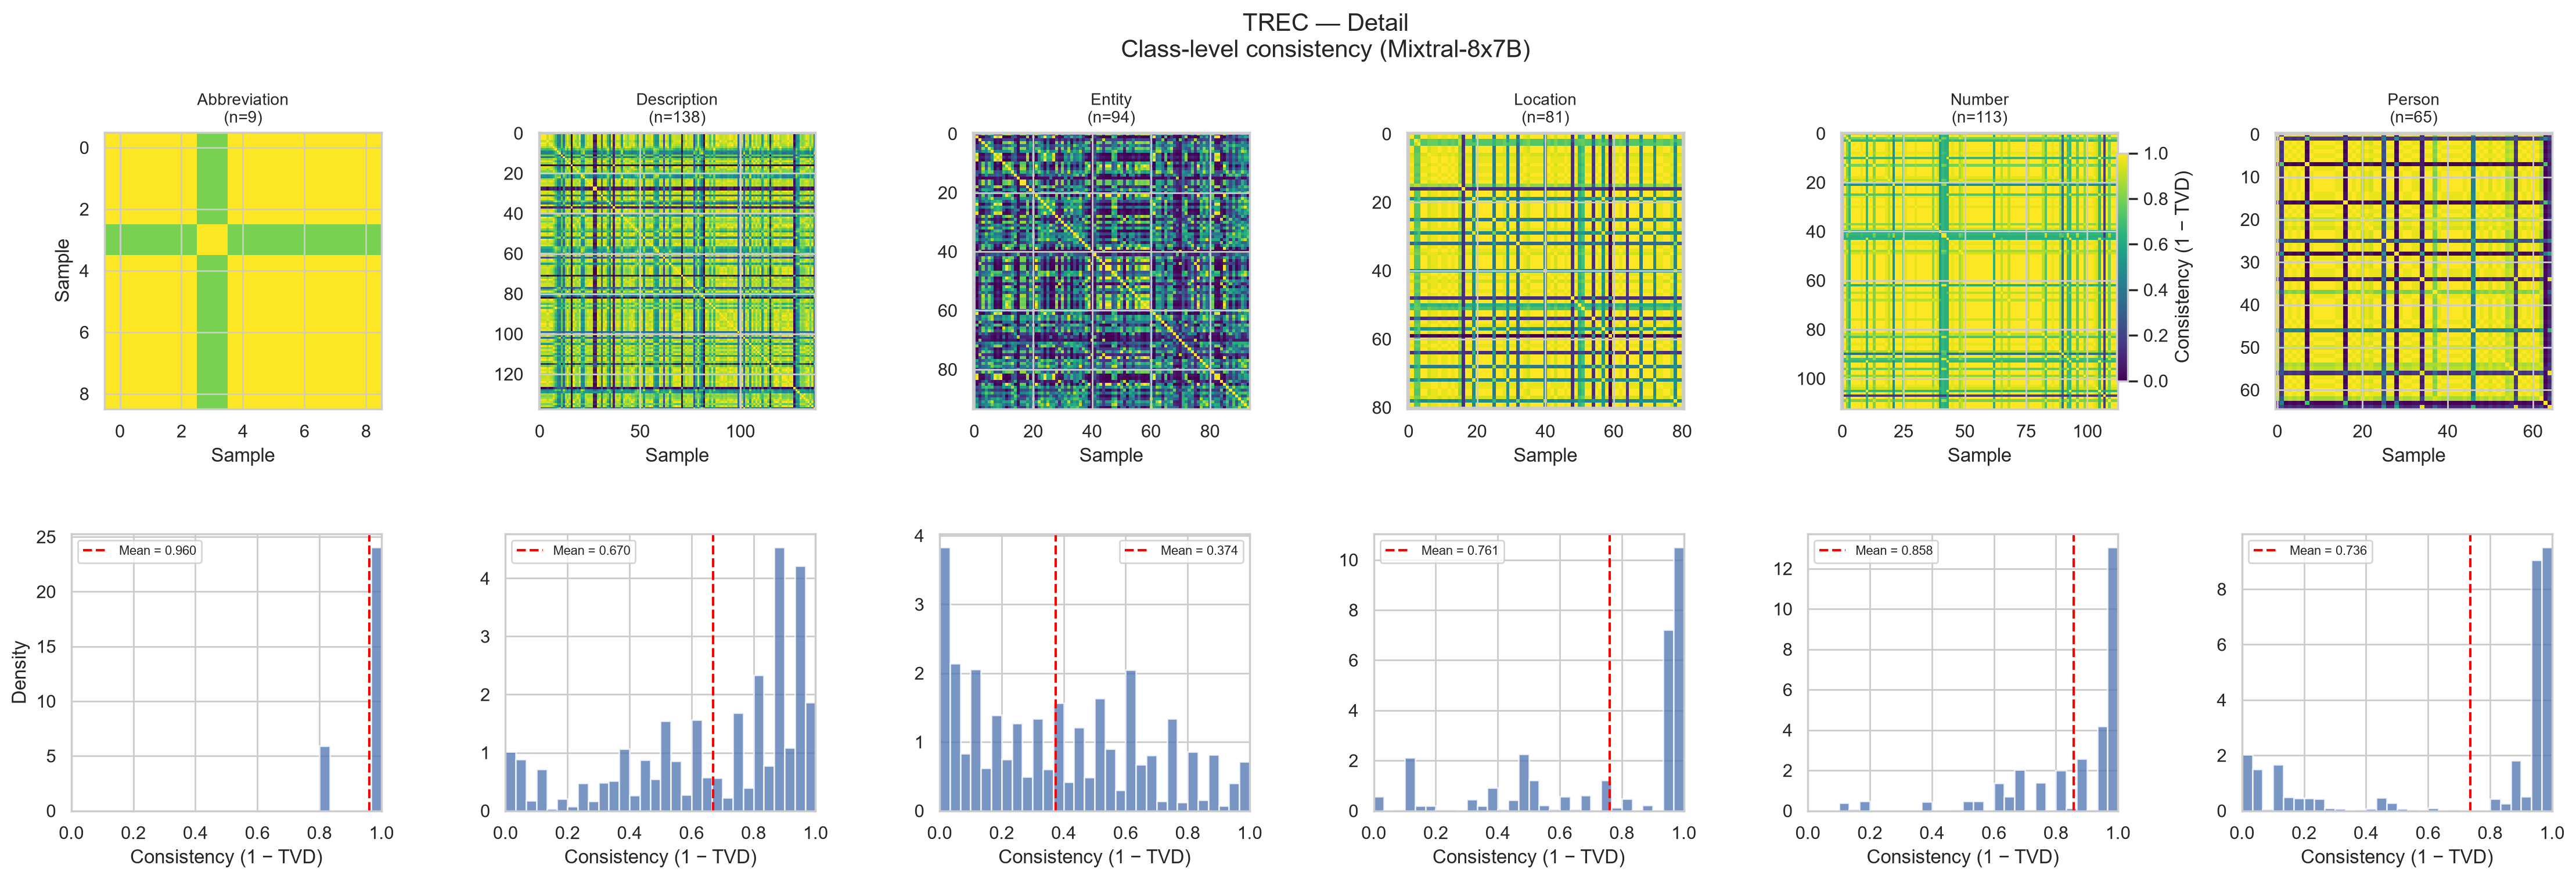 TREC — Detail
Class-level consistency (Mixtral-8x7B)
Abbreviation
(n=9)
Description
(n=138)
Entity
(n=94)
Location
(n=81)
Number
(n=113)
Person
(n=65)
0
2
4
6
8
Sample
0 2 4 6 8
Sample
0
20
40
60
80
100
120
0 50 100
Sample
0
20
40
60
80
0 20 40 60 80
Sample
0
20
40
60
80
0 20 40 60 80
Sample
0
20
40
60
80
100
0 25 50 75 100
Sample
1.0
0.8
0.6
0.4
0.2
0.0
Consistency (1 − TVD)
0
10
20
30
40
50
60
0 20 40 60
Sample
Mean = 0.960
25
20
15
10
5
0
Density
0.0 0.2 0.4 0.6 0.8 1.0
Consistency (1 − TVD)
Mean = 0.670
4
3
2
1
0
0.0 0.2 0.4 0.6 0.8 1.0
Consistency (1 − TVD)
Mean = 0.374
4
3
2
1
0
0.0 0.2 0.4 0.6 0.8 1.0
Consistency (1 − TVD)
Mean = 0.761
10
8
6
4
2
0
0.0 0.2 0.4 0.6 0.8 1.0
Consistency (1 − TVD)
Mean = 0.858
12
10
8
6
4
2
0
0.0 0.2 0.4 0.6 0.8 1.0
Consistency (1 − TVD)
Mean = 0.736
8
6
4
2
0
0.0 0.2 0.4 0.6 0.8 1.0
Consistency (1 − TVD)